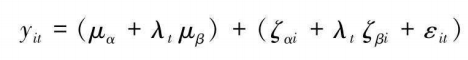 y_{it} = (μ_α + λ_t μ_β) + (ζ_{αi} + λ_t ζ_{βi} + ε_{it})